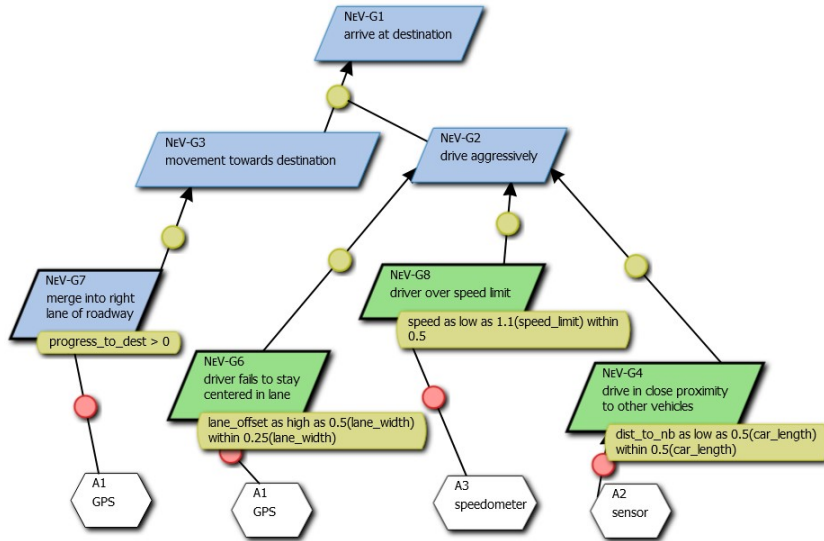 NEV-G1
arrive at destination
NEV-G3
movement towards destination
NEV-G2
drive aggressively
NEV-G7
merge into right
lane of roadway
progress_to_dest > 0
NEV-G6
driver fails to stay
centered in lane
lane_offset as high as 0.5(lane_width)
within 0.25(lane_width)
NEV-G8
driver over speed limit
speed as low as 1.1(speed_limit) within
0.5
NEV-G4
drive in close proximity
to other vehicles
dist_to_nb as low as 0.5(car_length)
within 0.5(car_length)
A1
GPS
A1
GPS
A3
speedometer
A2
sensor